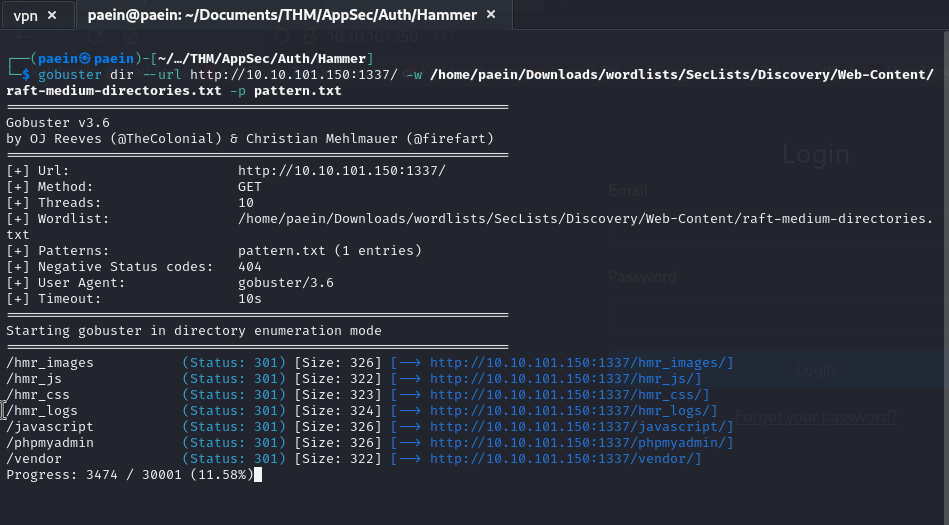 vpn
paein@paein: ~/Documents/THM/AppSec/Auth/Hammer
10.10.101.150:1337
┌──(paein㉿paein)-[~/…/THM/AppSec/Auth/Hammer]
└─$ gobuster dir --url http://10.10.101.150:1337/ -w /home/paein/Downloads/wordlists/SecLists/Discovery/Web-Content/
raft-medium-directories.txt -p pattern.txt
===============================================================
Gobuster v3.6
by OJ Reeves (@TheColonial) & Christian Mehlmauer (@firefart)
===============================================================
[+] Url: http://10.10.101.150:1337/
[+] Method: GET
[+] Threads: 10
[+] Wordlist: /home/paein/Downloads/wordlists/SecLists/Discovery/Web-Content/raft-medium-directories.
txt
[+] Patterns: pattern.txt (1 entries)
[+] Negative Status codes: 404
[+] User Agent: gobuster/3.6
[+] Timeout: 10s
===============================================================
Starting gobuster in directory enumeration mode
===============================================================
/hmr_images (Status: 301) [Size: 326] [--> http://10.10.101.150:1337/hmr_images/]
/hmr_js (Status: 301) [Size: 322] [--> http://10.10.101.150:1337/hmr_js/]
/hmr_css (Status: 301) [Size: 323] [--> http://10.10.101.150:1337/hmr_css/]
/hmr_logs (Status: 301) [Size: 324] [--> http://10.10.101.150:1337/hmr_logs/]
/javascript (Status: 301) [Size: 326] [--> http://10.10.101.150:1337/javascript/]
/phpmyadmin (Status: 301) [Size: 326] [--> http://10.10.101.150:1337/phpmyadmin/]
/vendor (Status: 301) [Size: 322] [--> http://10.10.101.150:1337/vendor/]
Progress: 3474 / 30001 (11.58%)
Login
Email
Password
Login
Forgot your password?